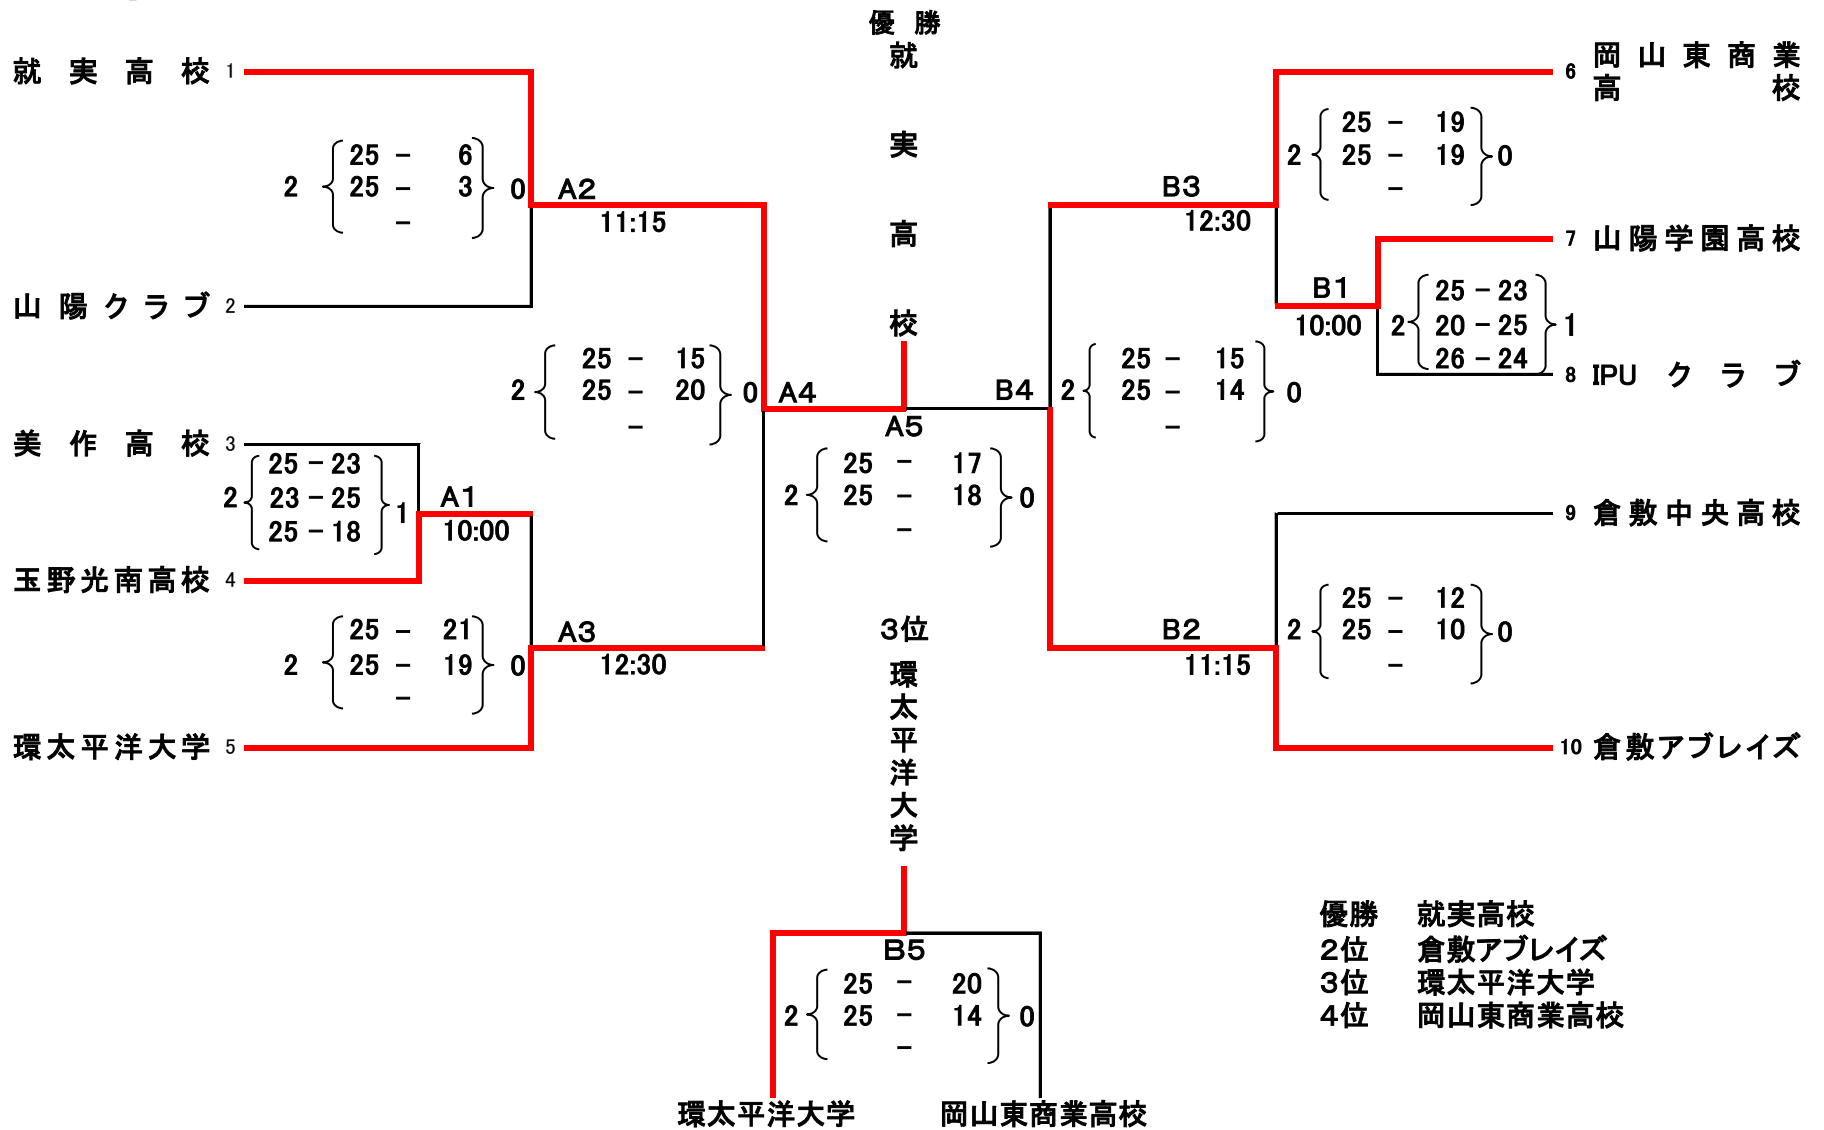 優 勝
就 実 高 校
就 実 高 校 1
2 25 - 6 0
25 - 3
-
A2
11:15
山 陽 ク ラ ブ 2
美 作 高 校 3
2 25 - 23 1
23 - 25
25 - 18
A1
10:00
玉野光南高校 4
2 25 - 21 0
25 - 19
-
A3
12:30
環太平洋大学 5
2 25 - 15 0
25 - 20
-
A4
A5
2 25 - 17 0
25 - 18
-
B4
2 25 - 15 0
25 - 14
-
B3
12:30
6 岡 山 東 商 業
高 校
2 25 - 19 0
25 - 19
-
7 山陽学園高校
B1
10:00
2 25 - 23 1
20 - 25
26 - 24
8 IPU ク ラ ブ
9 倉敷中央高校
2 25 - 12 0
25 - 10
-
B2
11:15
10 倉敷アブレイズ
3位
環太平洋大学
B5
2 25 - 20 0
25 - 14
-
環太平洋大学 岡山東商業高校
優勝 就実高校
2位 倉敷アブレイズ
3位 環太平洋大学
4位 岡山東商業高校